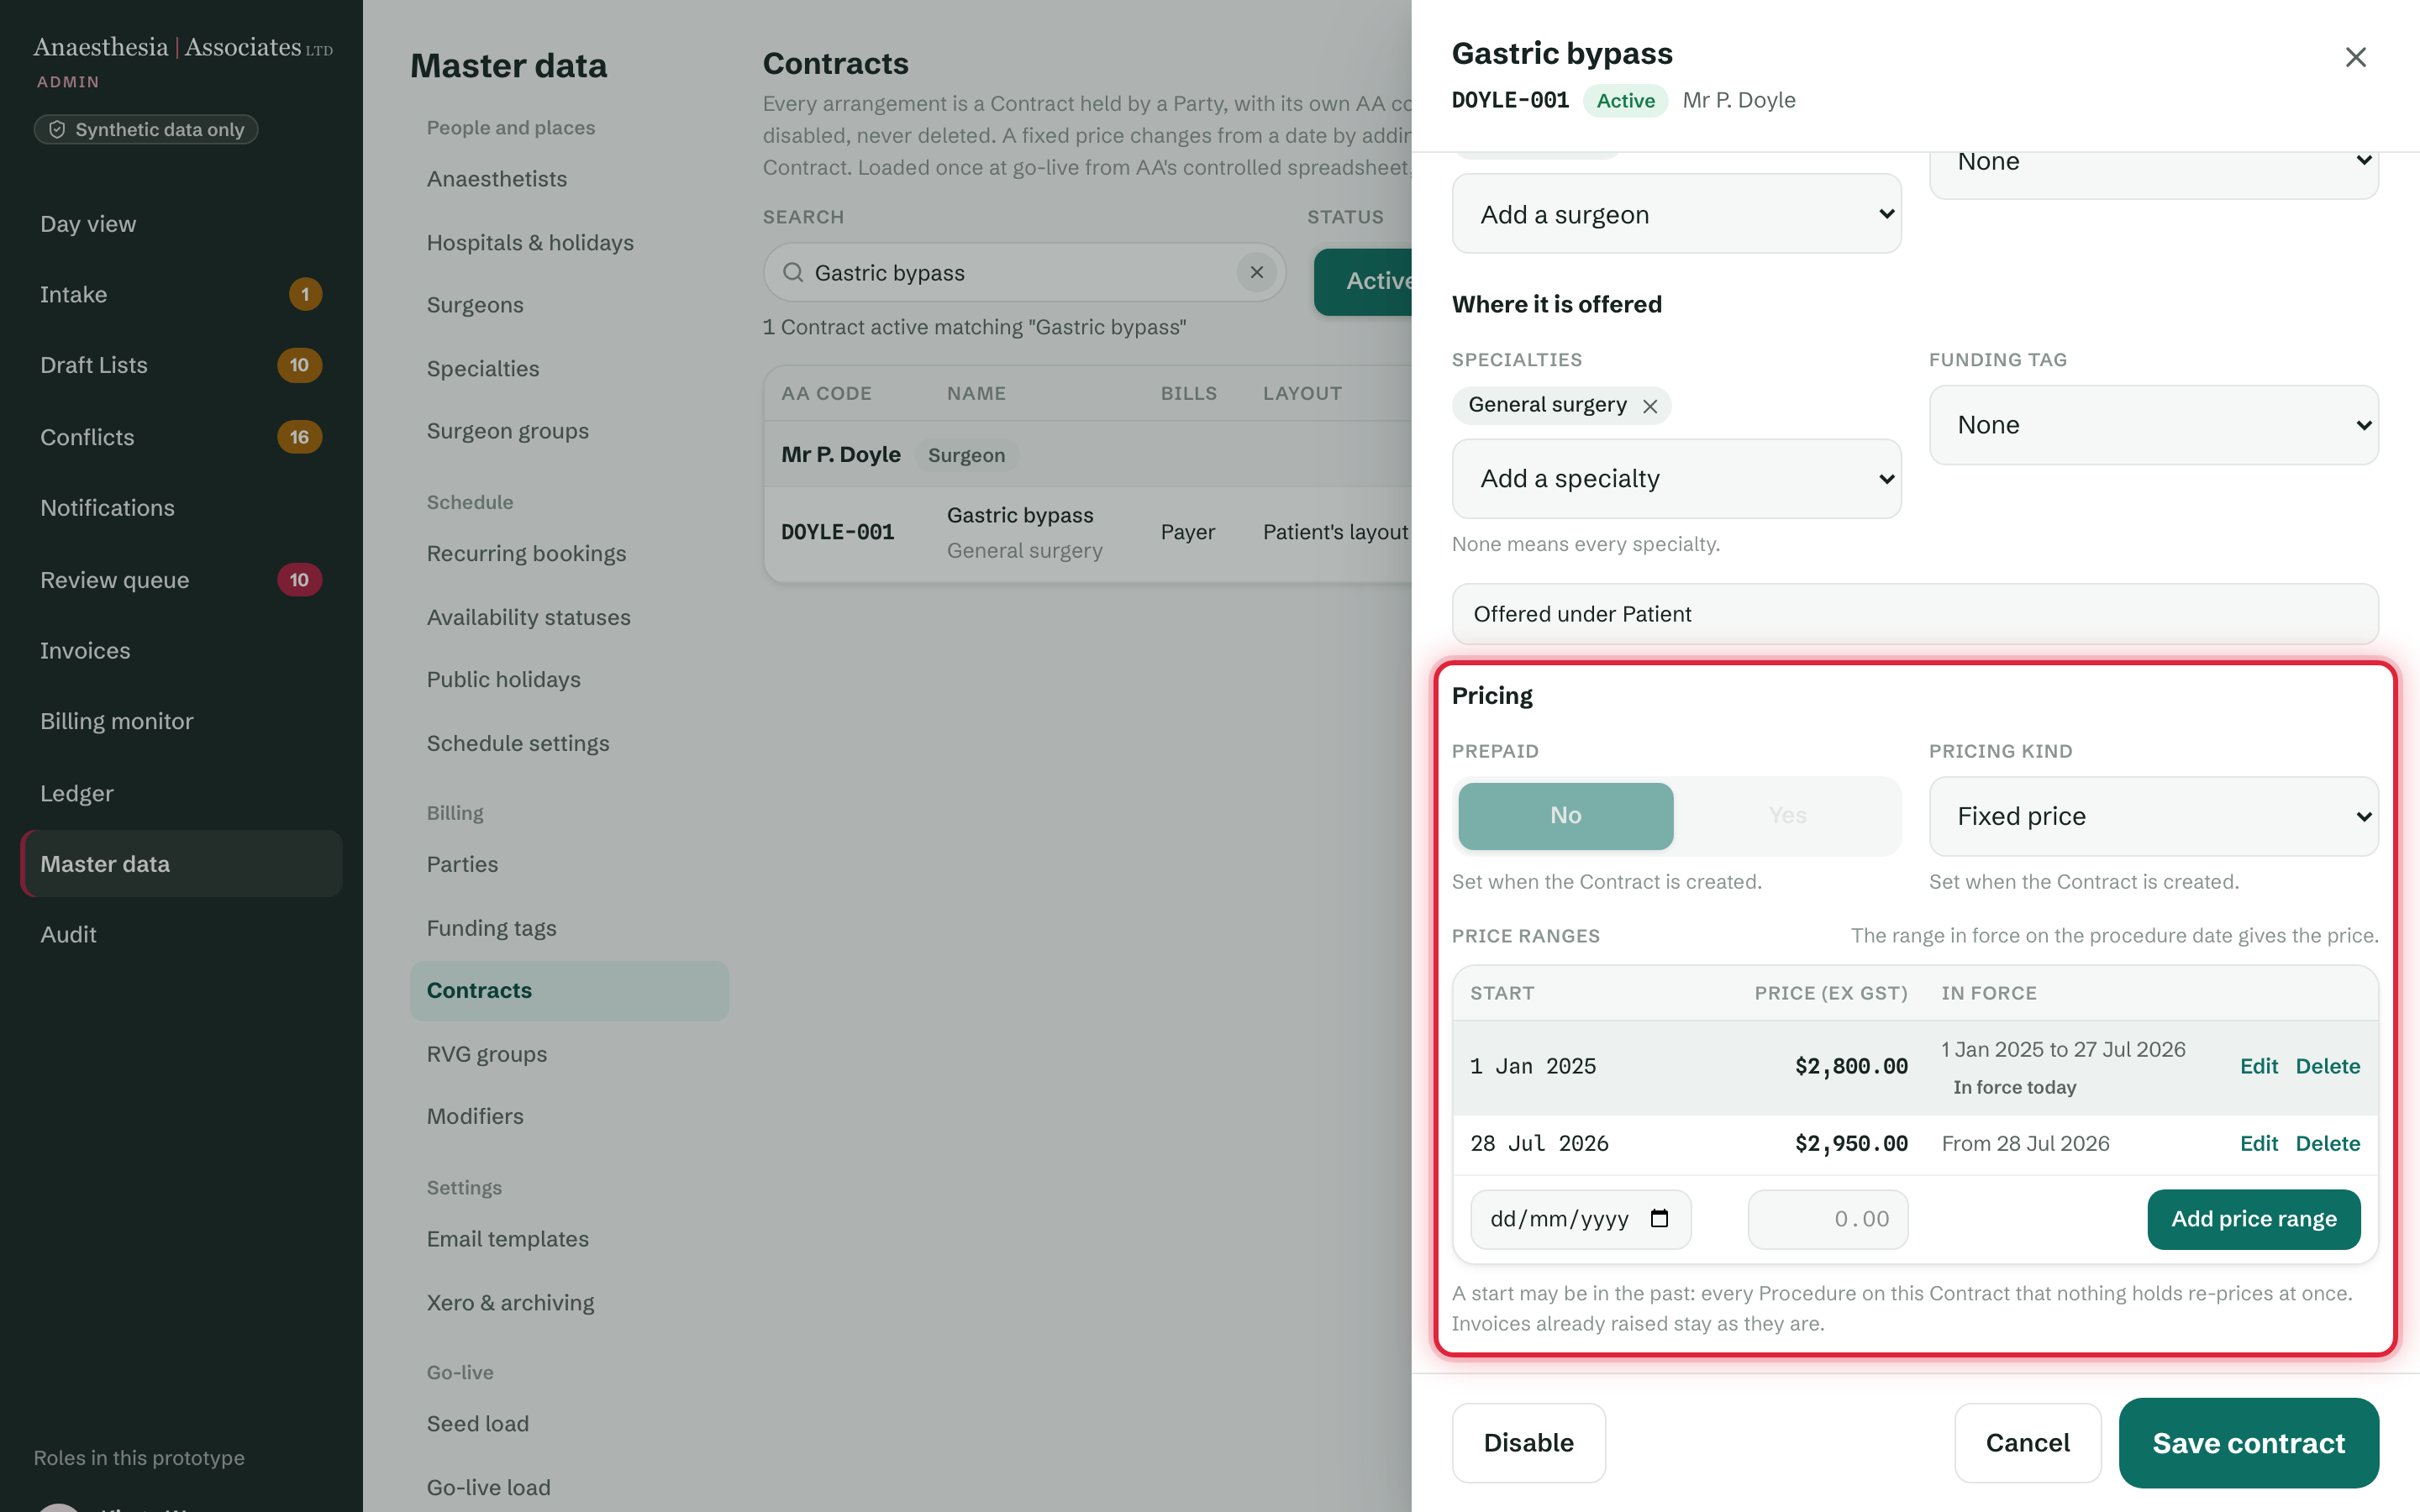 Anaesthesia | Associates LTD
ADMIN
Synthetic data only
Day view
Intake 1
Draft Lists 10
Conflicts 16
Notifications
Review queue 10
Invoices
Billing monitor
Ledger
Master data
Audit
Roles in this prototype
Master data
People and places
Anaesthetists
Hospitals & holidays
Surgeons
Specialties
Surgeon groups
Schedule
Recurring bookings
Availability statuses
Public holidays
Schedule settings
Billing
Parties
Funding tags
Contracts
RVG groups
Modifiers
Settings
Email templates
Xero & archiving
Go-live
Seed load
Go-live load
Contracts
Every arrangement is a Contract held by a Party, with its own AA co
disabled, never deleted. A fixed price changes from a date by addin
Contract. Loaded once at go-live from AA's controlled spreadsheet,
SEARCH STATUS
Gastric bypass Active
1 Contract active matching "Gastric bypass"
AA CODE NAME BILLS LAYOUT
Mr P. Doyle Surgeon
DOYLE-001 Gastric bypass Payer Patient's layout
General surgery
Gastric bypass
DOYLE-001 Active Mr P. Doyle
None
Add a surgeon
Where it is offered
SPECIALTIES FUNDING TAG
General surgery
None
Add a specialty
None means every specialty.
Offered under Patient
Pricing
PREPAID PRICING KIND
No Yes Fixed price
Set when the Contract is created. Set when the Contract is created.
PRICE RANGES The range in force on the procedure date gives the price.
START PRICE (EX GST) IN FORCE
1 Jan 2025 $2,800.00 1 Jan 2025 to 27 Jul 2026 Edit Delete
In force today
28 Jul 2026 $2,950.00 From 28 Jul 2026 Edit Delete
dd/mm/yyyy 0.00 Add price range
A start may be in the past: every Procedure on this Contract that nothing holds re-prices at once.
Invoices already raised stay as they are.
Disable Cancel Save contract